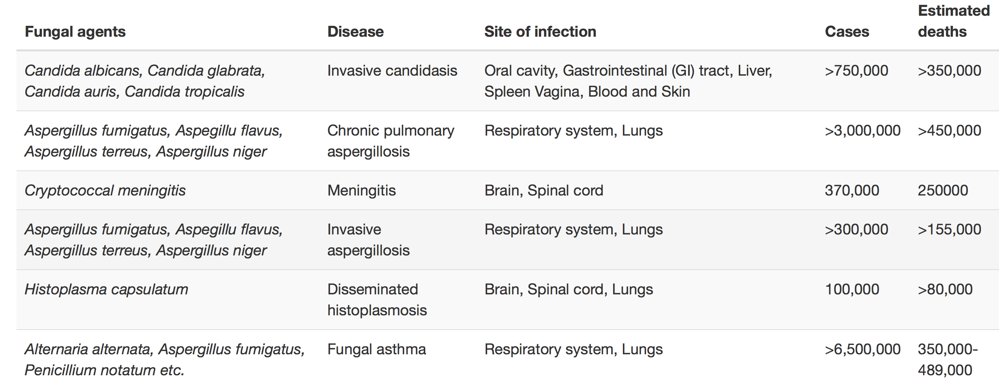 Fungal agents Disease Site of infection Cases Estimated deaths
Candida albicans, Candida glabrata, Invasive candidasis Oral cavity, Gastrointestinal (GI) tract, Liver, >750,000 >350,000
Candida auris, Candida tropicalis Spleen Vagina, Blood and Skin
Aspergillus fumigatus, Aspegillu flavus, Chronic pulmonary Respiratory system, Lungs >3,000,000 >450,000
Aspergillus terreus, Aspergillus niger aspergillosis
Cryptococcal meningitis Meningitis Brain, Spinal cord 370,000 250000
Aspergillus fumigatus, Aspegillu flavus, Invasive Respiratory system, Lungs >300,000 >155,000
Aspergillus terreus, Aspergillus niger aspergillosis
Histoplasma capsulatum Disseminated Brain, Spinal cord, Lungs 100,000 >80,000
histoplasmosis
Alternaria alternata, Aspergillus fumigatus, Fungal asthma Respiratory system, Lungs >6,500,000 350,000-
Penicillium notatum etc. 489,000